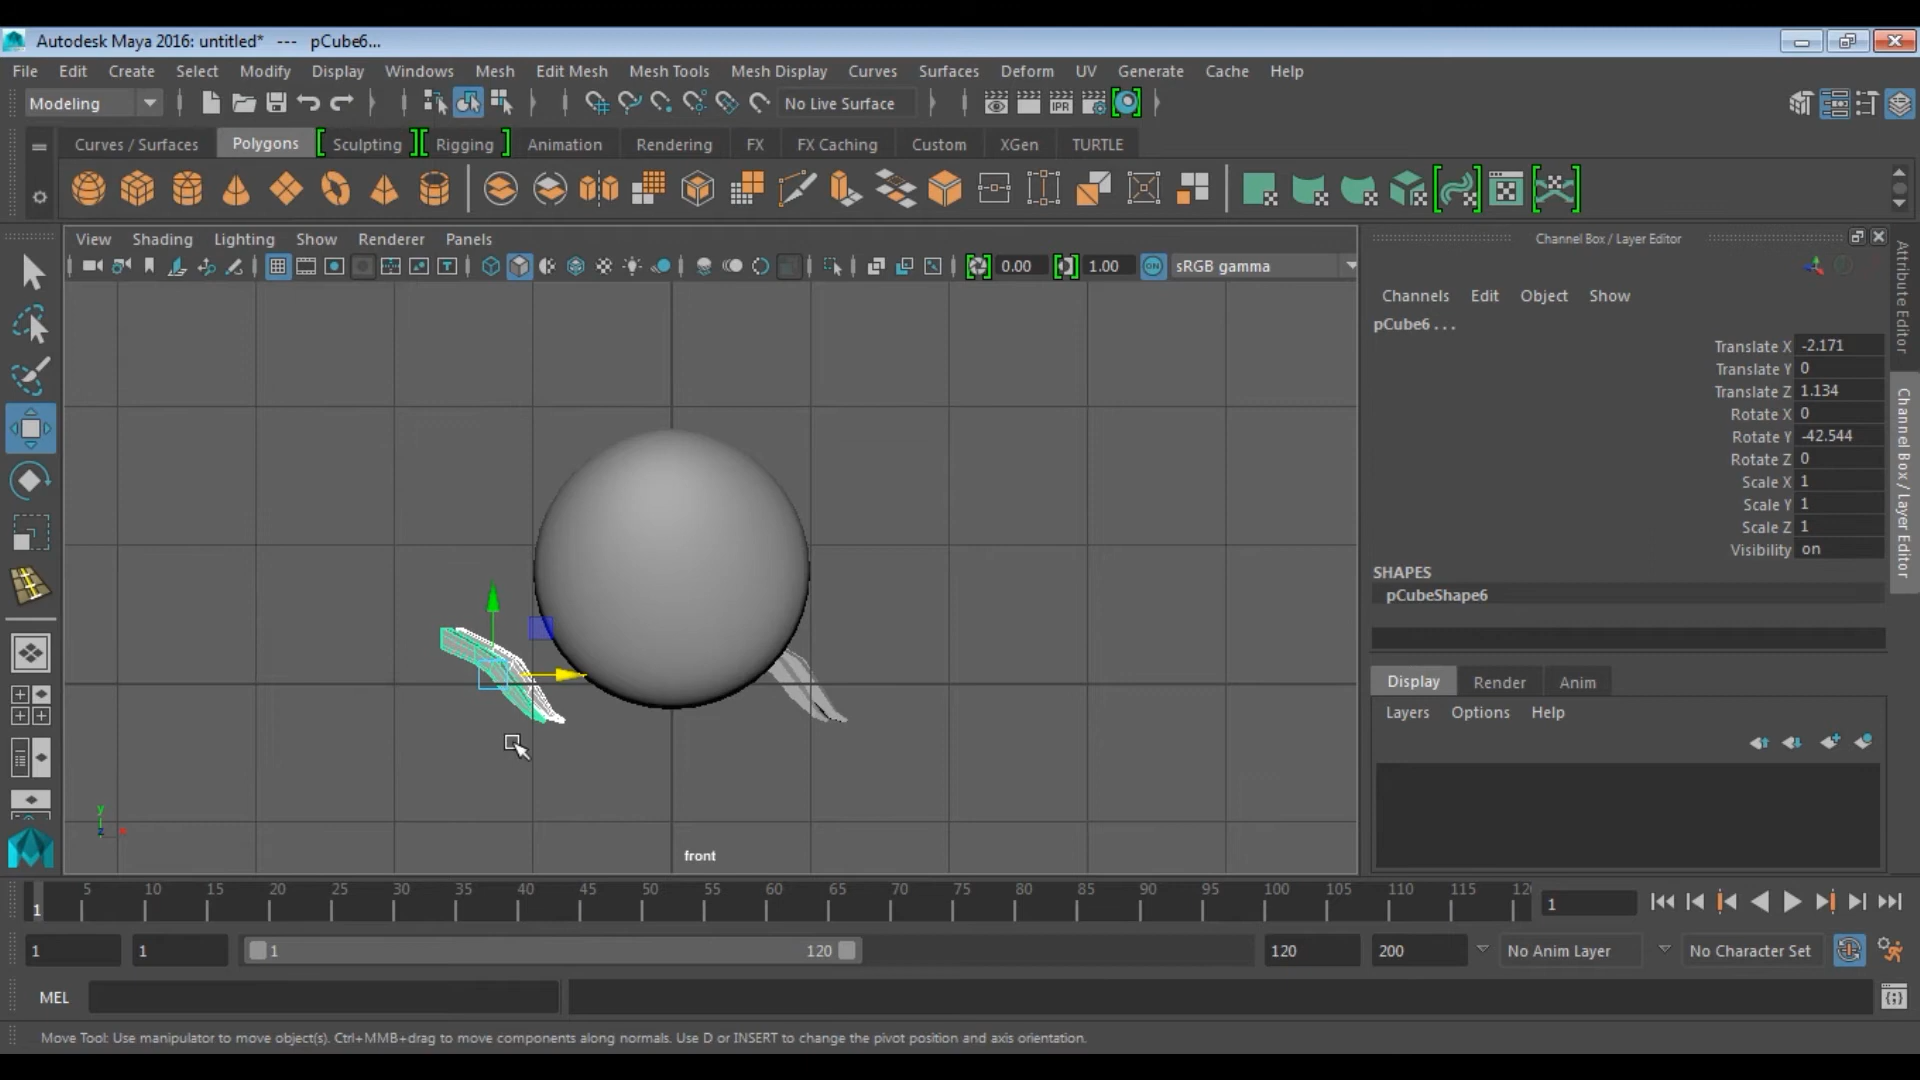 Autodesk Maya 2016: untitled* --- pCube6...
File Edit Create Select Modify Display Windows Mesh Edit Mesh Mesh Tools Mesh Display Curves Surfaces Deform UV Generate Cache Help
Modeling No Live Surface IPR
Curves / Surfaces Polygons Sculpting Rigging Animation Rendering FX FX Caching Custom XGen TURTLE
View Shading Lighting Show Renderer Panels
0.00 1.00 ON sRGB gamma
front
y
z
Channel Box / Layer Editor
Channels Edit Object Show
pCube6 . . .
Translate X -2.171
Translate Y 0
Translate Z 1.134
Rotate X 0
Rotate Y -42.544
Rotate Z 0
Scale X 1
Scale Y 1
Scale Z 1
Visibility on
SHAPES
pCubeShape6
Display Render Anim
Layers Options Help
Attribute Editor
Channel Box / Layer Editor
5 10 15 20 25 30 35 40 45 50 55 60 65 70 75 80 85 90 95 100 105 110 115 12
1 1
1 1 1 120 120 200 No Anim Layer No Character Set
MEL
Move Tool: Use manipulator to move object(s). Ctrl+MMB+drag to move components along normals. Use D or INSERT to change the pivot position and axis orientation.